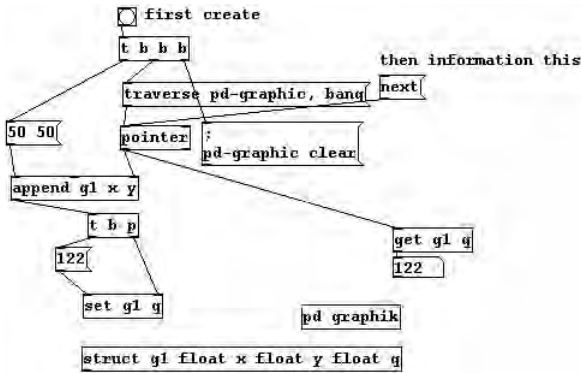 first create
t b b b
then information this
traverse pd-graphic, bang
next
50 50
pointer
;
pd-graphic clear
append g1 x y
t b p
get g1 q
122
122
set g1 q
pd graphik
struct g1 float x float y float q